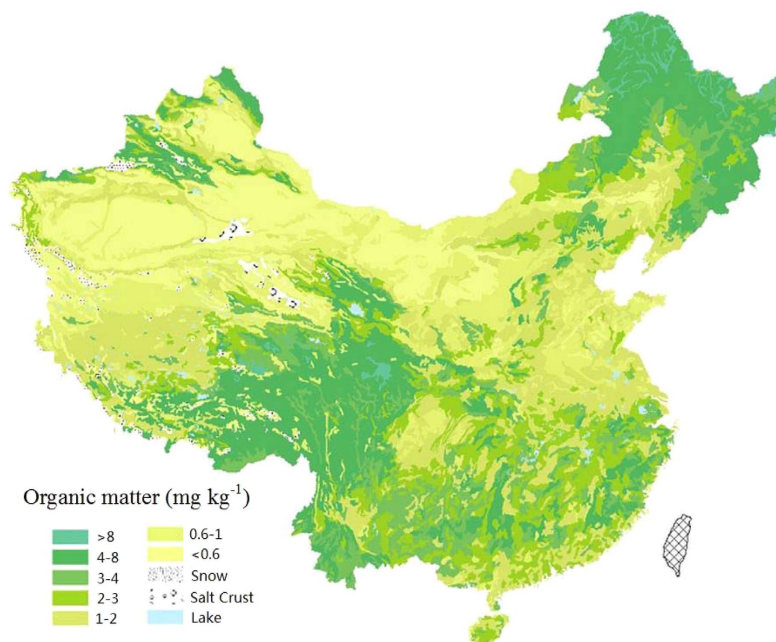 Organic matter (mg kg⁻¹)
>8
4-8
3-4
2-3
1-2
0.6-1
<0.6
Snow
Salt Crust
Lake